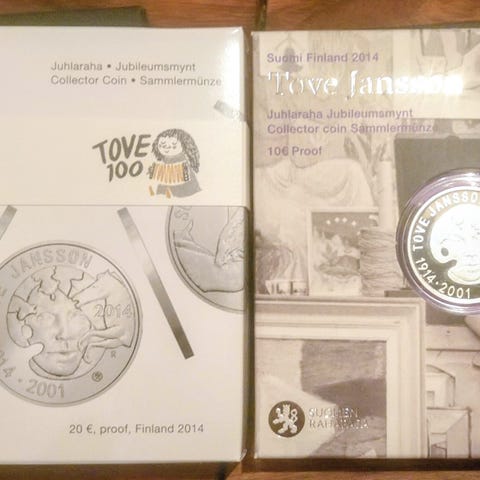 Juhlaraha • Jubileumsmynt
Collector Coin • Sammlermünze
TOVE
100
JANSSON
2014
2001
R
20 €, proof, Finland 2014
Suomi Finland 2014
Tove Jansson
Juhlaraha Jubileumsmynt
Collector coin Sammlermünze
10€ Proof
TOVE JANSSON
1914 • 2001
SUOMEN
RAHAPAJA